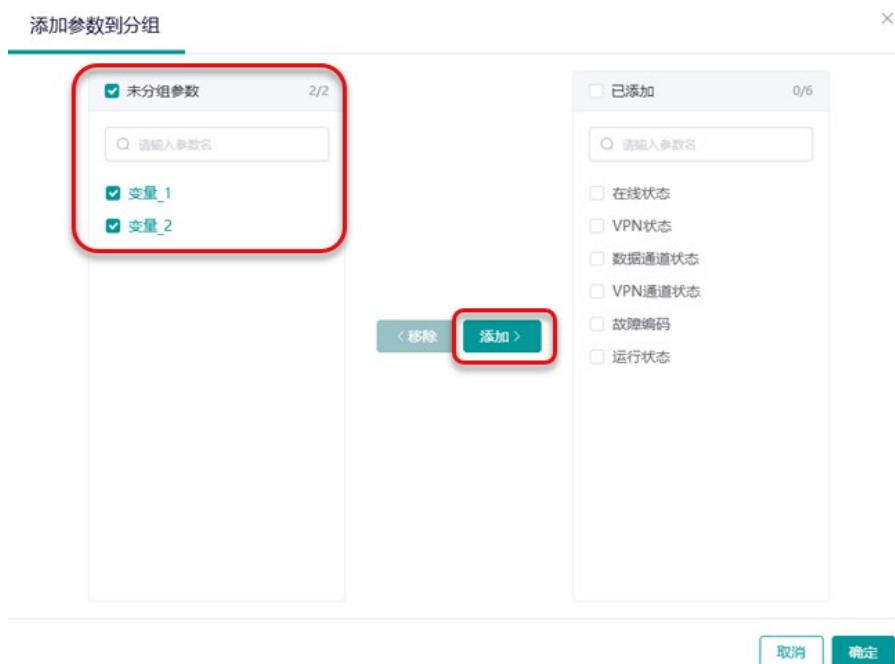 添加参数到分组
未分组参数 2/2
请输入参数名
变量_1
变量_2
<移除
添加>
已添加 0/6
请输入参数名
在线状态
VPN状态
数据通道状态
VPN通道状态
故障编码
运行状态
取消
确定